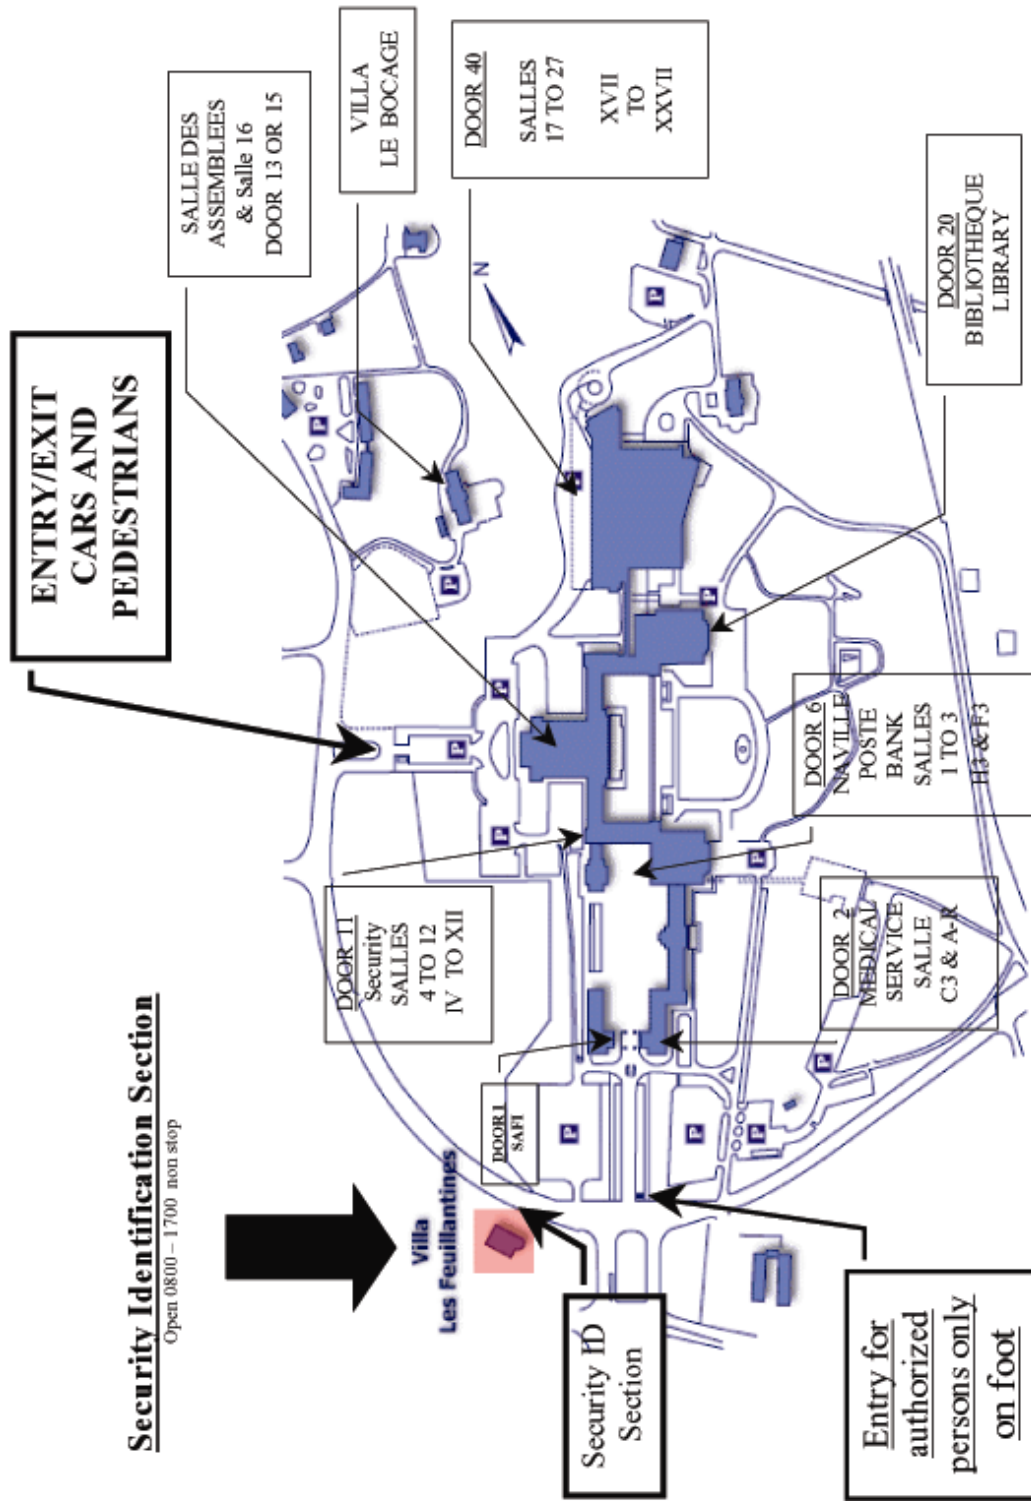 Security Identification Section
Open 0800 – 1700 non stop
ENTRY/EXIT
CARS AND
PEDESTRIANS
SALLE DES
ASSEMBLEES
& Salle 16
DOOR 13 OR 15
VILLA
LE BOCAGE
DOOR 40
SALLES
17 TO 27
XVII
TO
XXVII
DOOR 20
BIBLIOTHEQUE
LIBRARY
DOOR 11
Security
SALLES
4 TO 12
IV TO XII
DOOR 6
NAVILLE
POSTE
BANK
SALLES
1 TO 3
H3 & F3
DOOR 2
MEDICAL
SERVICE
SALLE
C3 & A-R
DOOR 1
SAFI
Villa
Les Feuillantines
Security ID
Section
Entry for
authorized
persons only
on foot
N
P
P
P
P
P
P
P
P
P
P
P
P
P